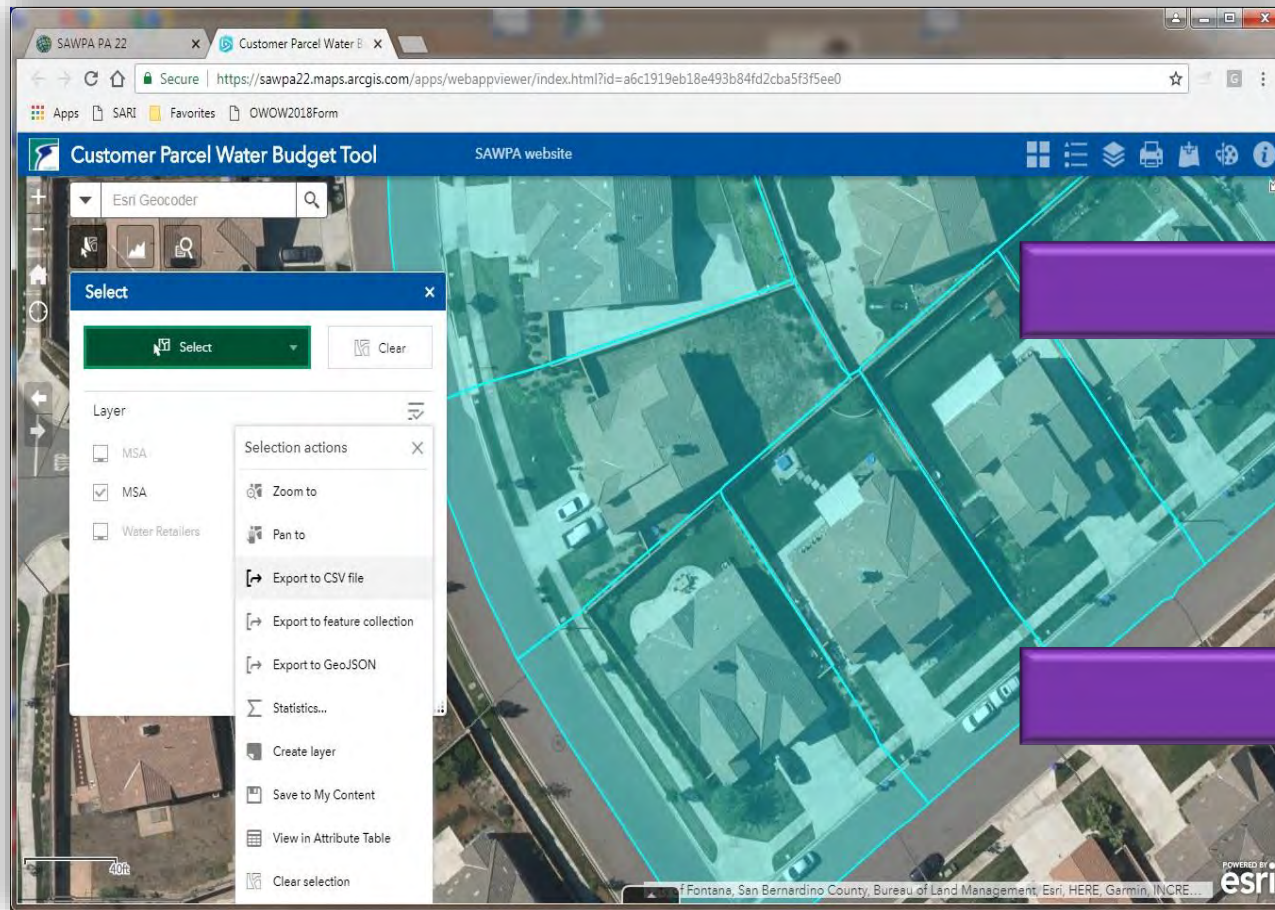 SAWPA PA 22
Customer Parcel Water B
Secure | https://sawpa22.maps.arcgis.com/apps/webappviewer/index.html?id=a6c1919eb18e493b84fd2cba5f3f5ee0
Apps SARI Favorites OWOW2018Form
Customer Parcel Water Budget Tool SAWPA website
Esri Geocoder
Select
Select Clear
Layer
MSA
MSA
Water Retailers
Selection actions
Zoom to
Pan to
Export to CSV file
Export to feature collection
Export to GeoJSON
Statistics...
Create layer
Save to My Content
View in Attribute Table
Clear selection
40ft
of Fontana, San Bernardino County, Bureau of Land Management, Esri, HERE, Garmin, INCRE...
POWERED BY
esri